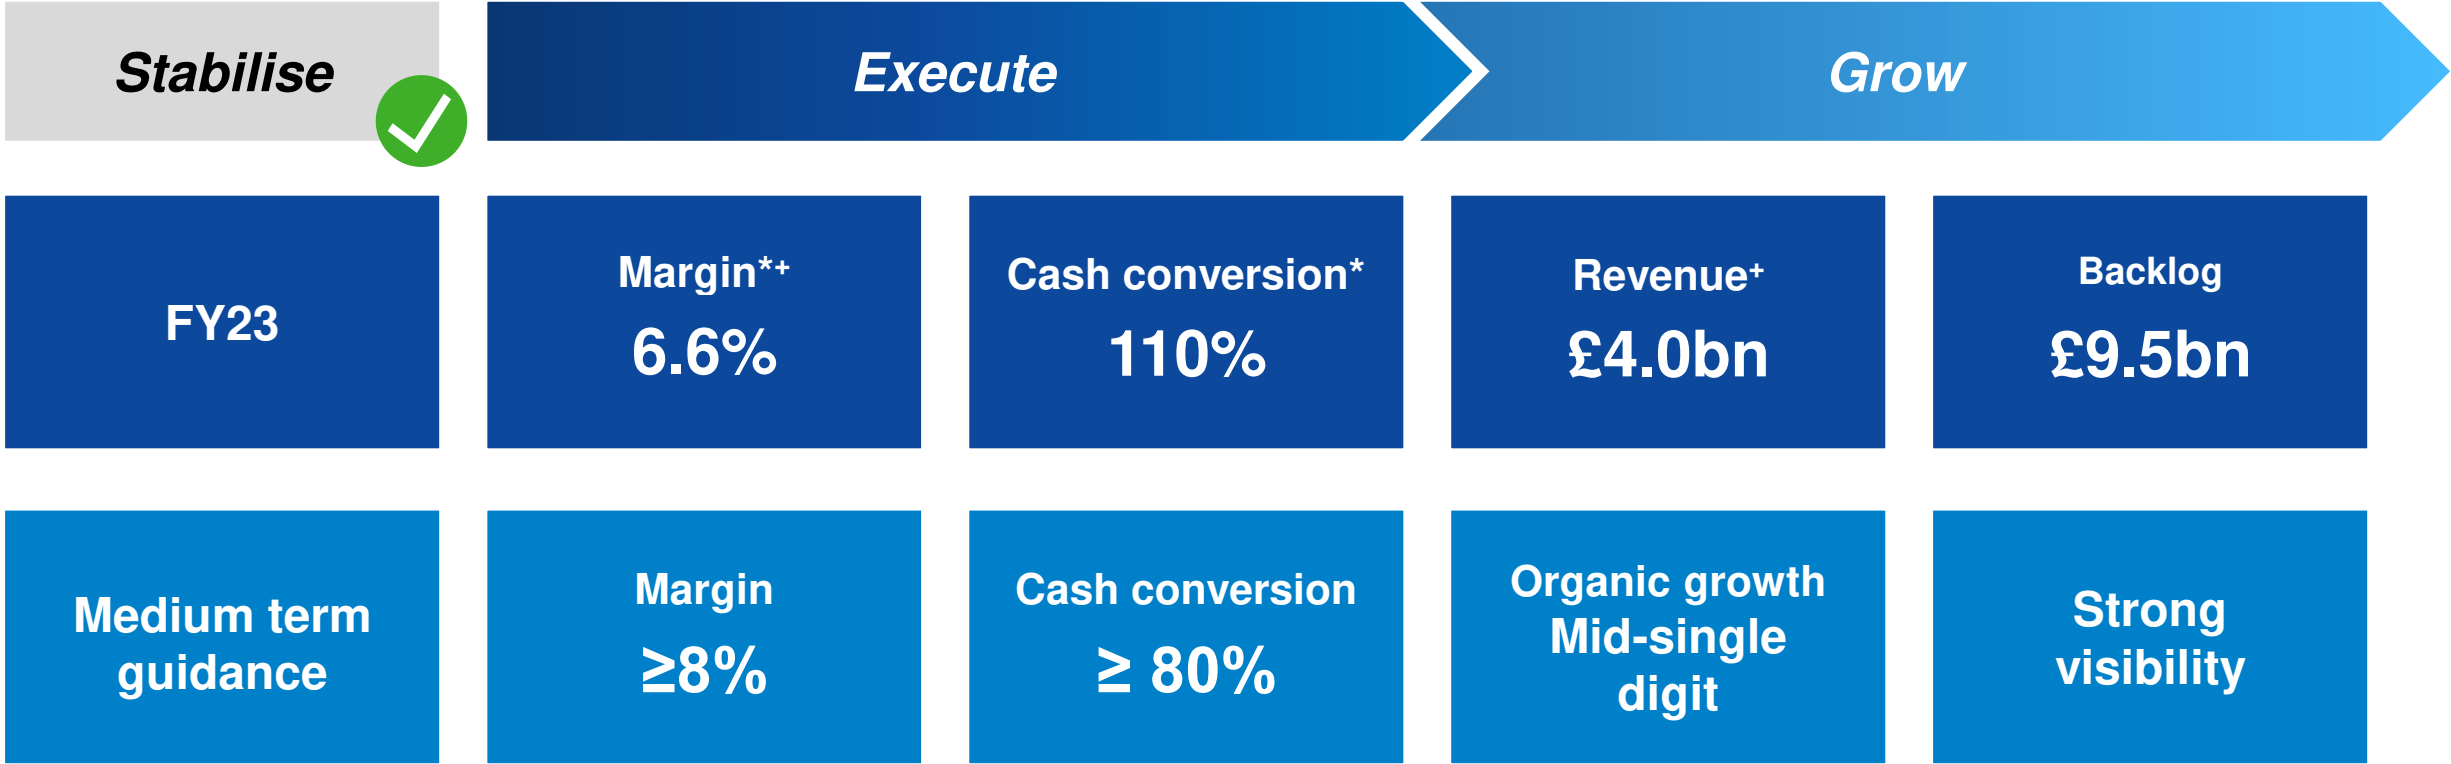 Stabilise
Execute
Grow
FY23
Margin*+
6.6%
Cash conversion*
110%
Revenue+
£4.0bn
Backlog
£9.5bn
Medium term
guidance
Margin
≥8%
Cash conversion
≥ 80%
Organic growth
Mid-single
digit
Strong
visibility